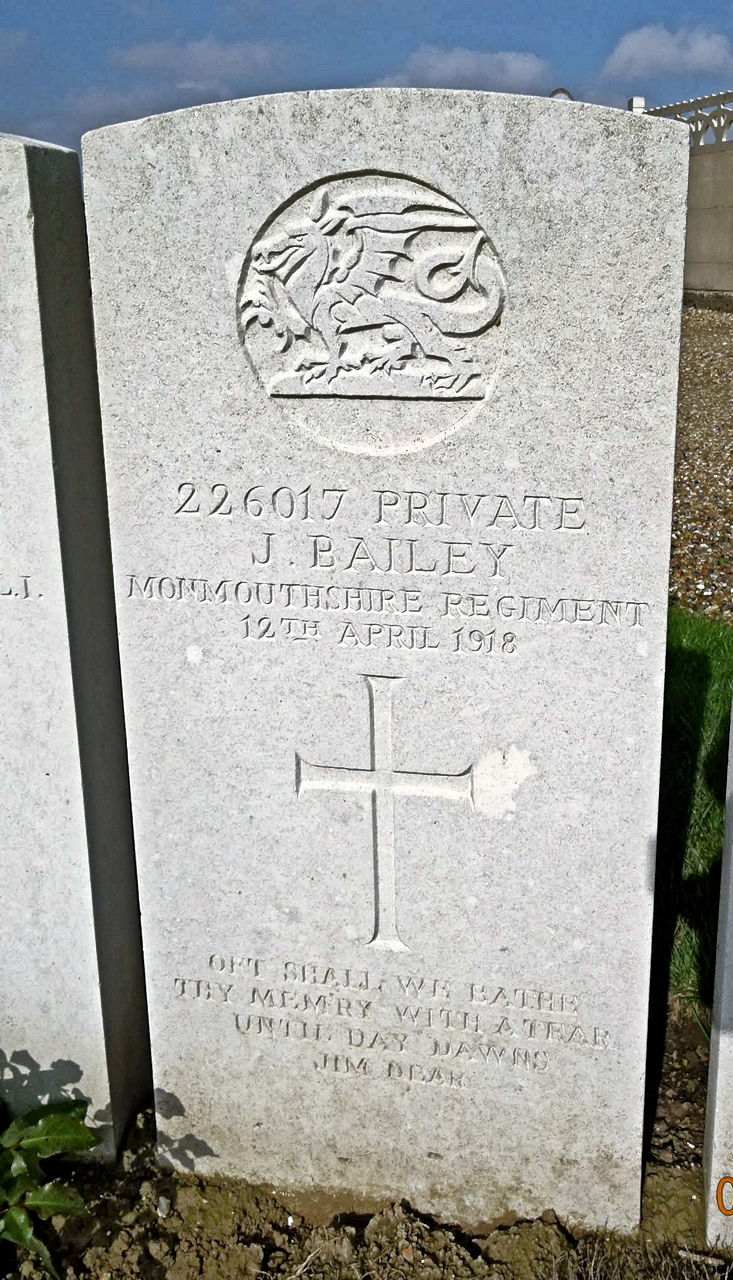 226017 PRIVATE
J. BAILEY
MONMOUTHSHIRE REGIMENT
12TH APRIL 1918
OFT SHALL WE BATHE
THY MEM'RY WITH A TEAR
UNTIL DAY DAWNS
JIM DEAR
L.I.
0